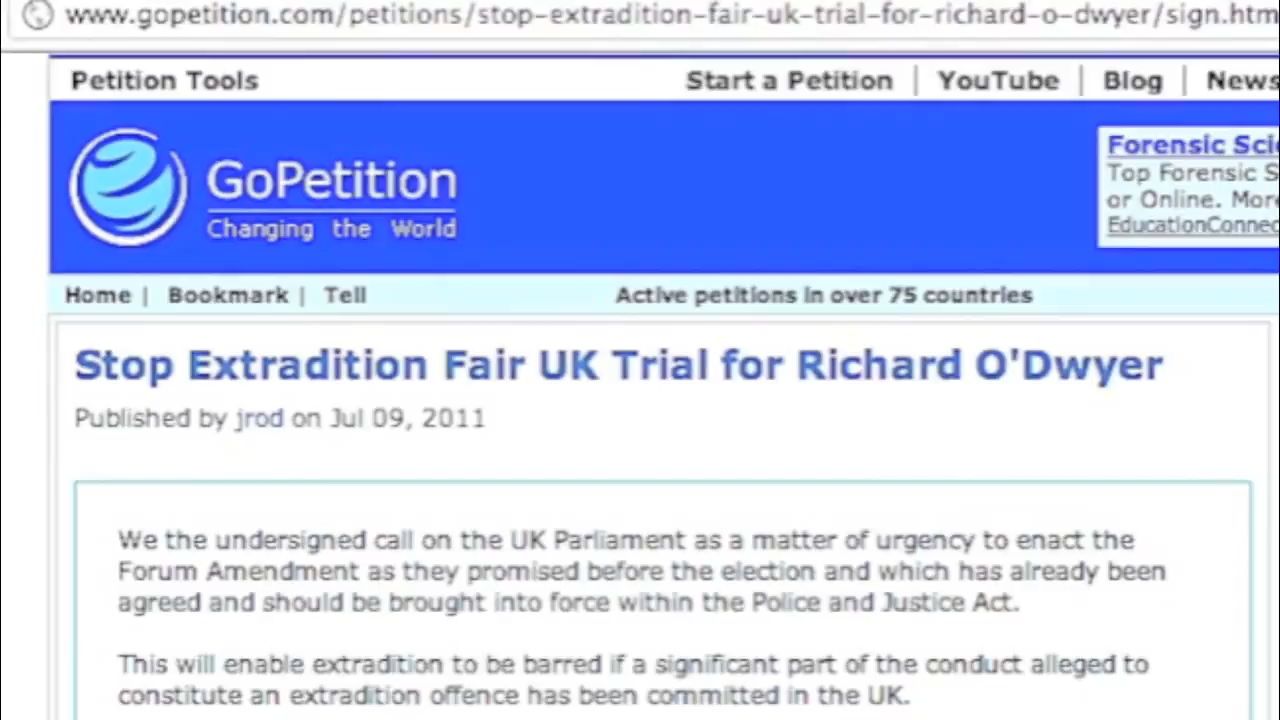 www.gopetition.com/petitions/stop-extradition-fair-uk-trial-for-richard-o-dwyer/sign.htm
Petition Tools
Start a Petition | YouTube | Blog | News
GoPetition
Changing the World
Forensic Sci
Top Forensic S
or Online. More
EducationConnec
Home | Bookmark | Tell
Active petitions in over 75 countries
Stop Extradition Fair UK Trial for Richard O'Dwyer
Published by jrod on Jul 09, 2011
We the undersigned call on the UK Parliament as a matter of urgency to enact the
Forum Amendment as they promised before the election and which has already been
agreed and should be brought into force within the Police and Justice Act.
This will enable extradition to be barred if a significant part of the conduct alleged to
constitute an extradition offence has been committed in the UK.